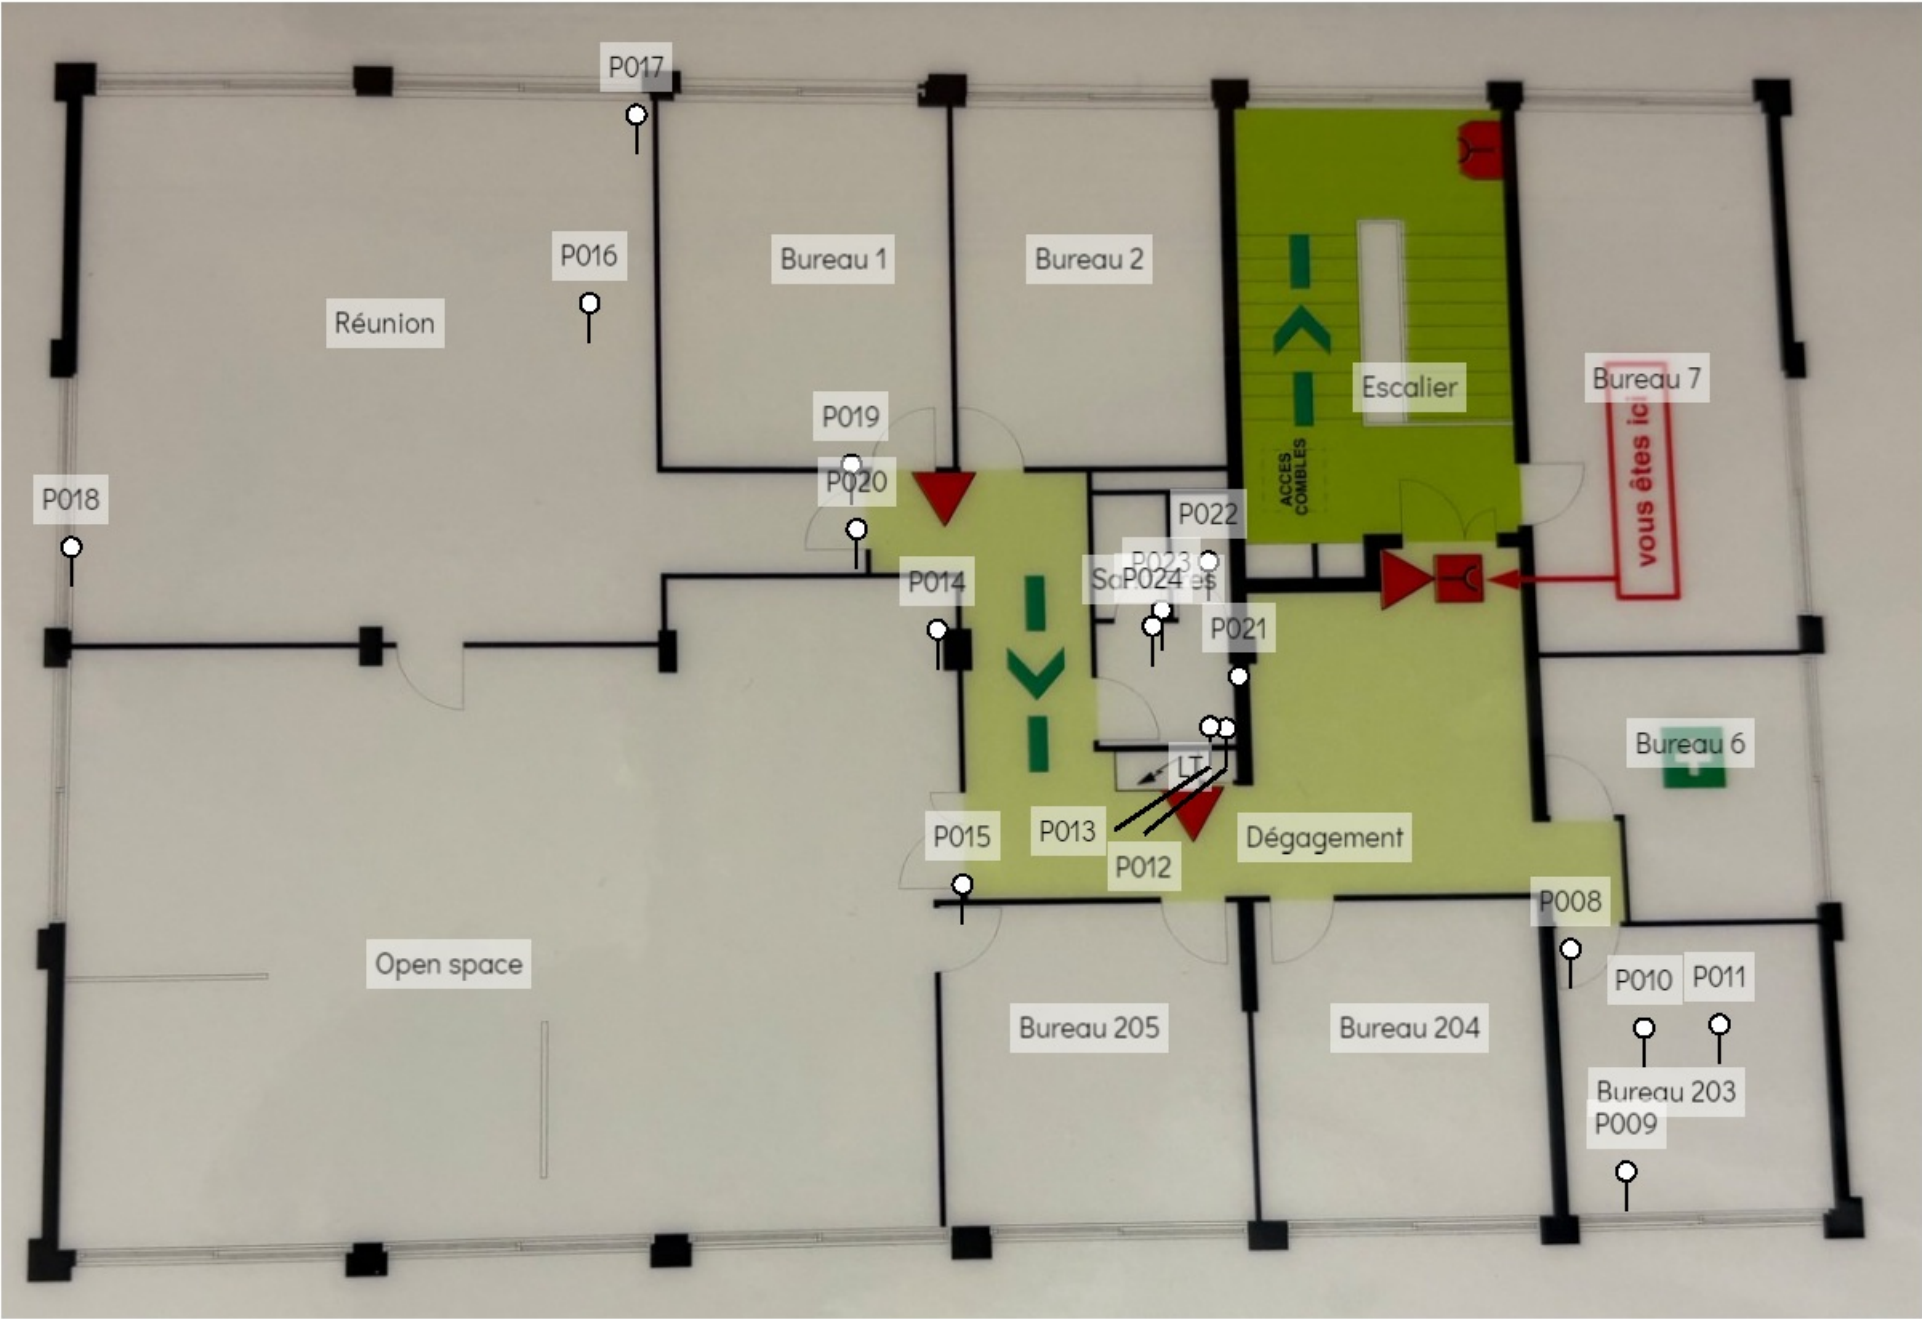 P017
P016
Bureau 1
Bureau 2
Réunion
Escalier
Bureau 7
vous êtes ici
P019
P020
ACCES
COMBLES
P018
P022
P023
P024
P014
P021
Bureau 6
LT
P013
P015
Dégagement
P012
P008
Open space
P010
P011
Bureau 205
Bureau 204
Bureau 203
P009